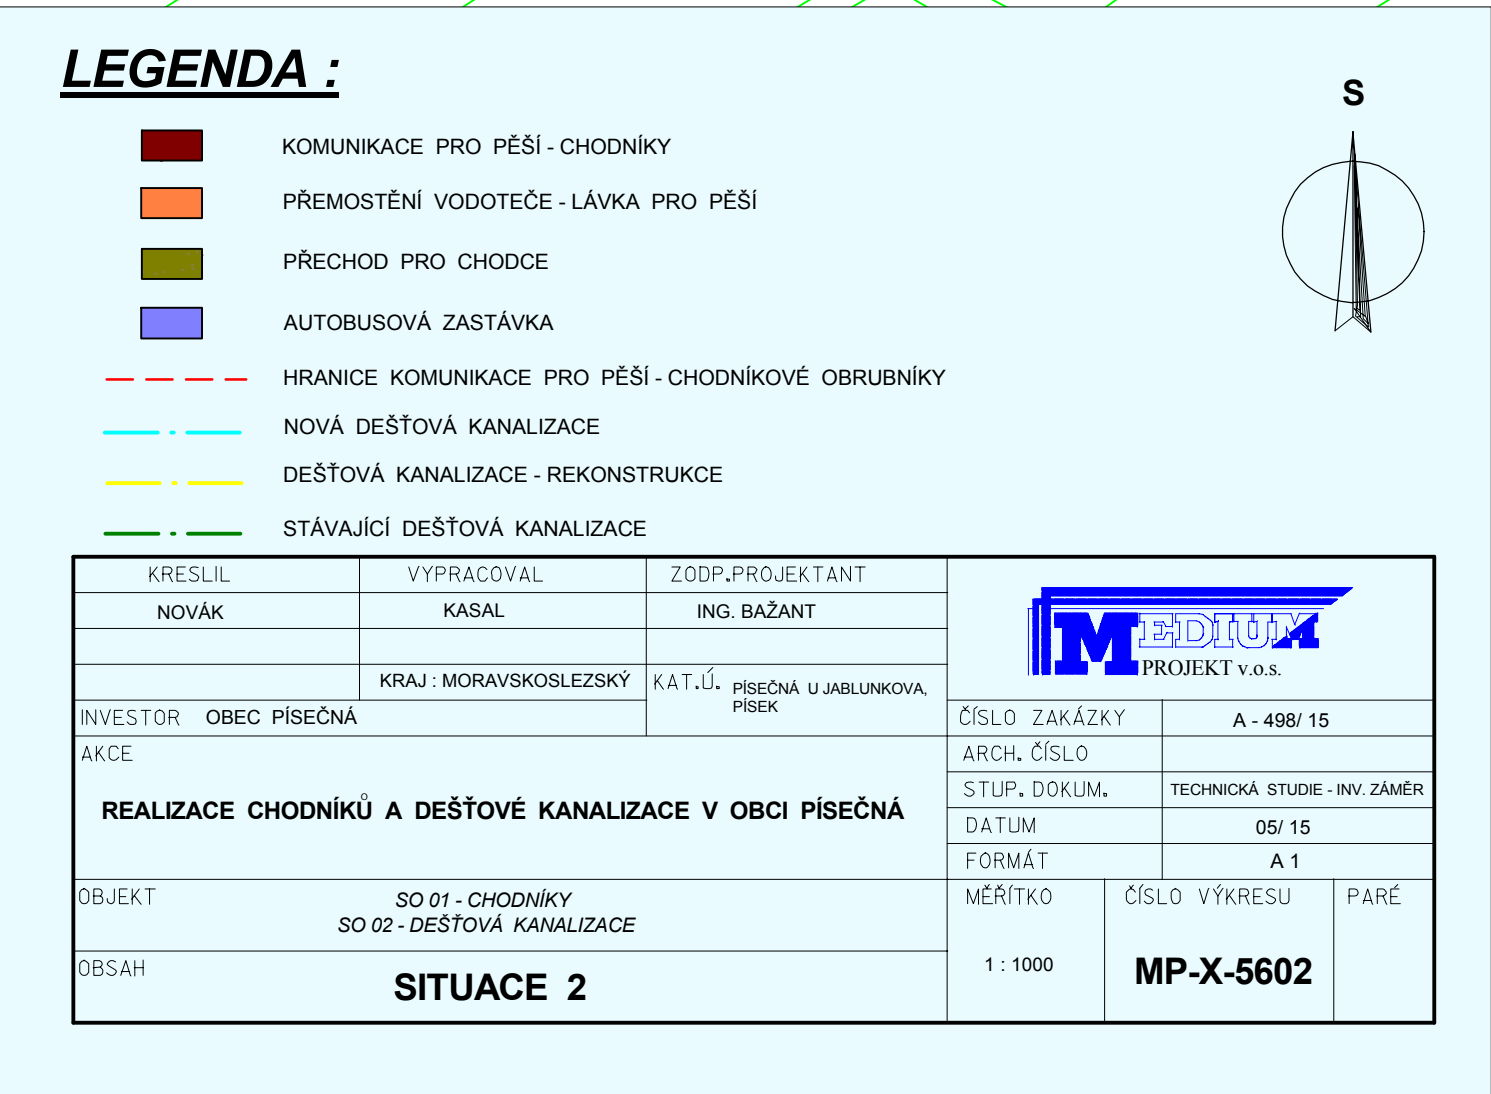 LEGENDA :
S
KOMUNIKACE PRO PĚŠÍ - CHODNÍKY
PŘEMOSTĚNÍ VODOTEČE - LÁVKA PRO PĚŠÍ
PŘECHOD PRO CHODCE
AUTOBUSOVÁ ZASTÁVKA
HRANICE KOMUNIKACE PRO PĚŠÍ - CHODNÍKOVÉ OBRUBNÍKY
NOVÁ DEŠŤOVÁ KANALIZACE
DEŠŤOVÁ KANALIZACE - REKONSTRUKCE
STÁVAJÍCÍ DEŠŤOVÁ KANALIZACE
KRESLIL VYPRACOVAL ZODP.PROJEKTANT
NOVÁK KASAL ING. BAŽANT
MEDIUM
PROJEKT v.o.s.
KRAJ : MORAVSKOSLEZSKÝ KAT.Ú. PÍSEČNÁ U JABLUNKOVA,
PÍSEK
INVESTOR OBEC PÍSEČNÁ
ČÍSLO ZAKÁZKY A - 498/ 15
AKCE
ARCH. ČÍSLO
REALIZACE CHODNÍKŮ A DEŠŤOVÉ KANALIZACE V OBCI PÍSEČNÁ
STUP. DOKUM. TECHNICKÁ STUDIE - INV. ZÁMĚR
DATUM 05/ 15
FORMÁT A 1
OBJEKT SO 01 - CHODNÍKY
SO 02 - DEŠŤOVÁ KANALIZACE
MĚŘÍTKO ČÍSLO VÝKRESU PARÉ
1 : 1000 MP-X-5602
OBSAH SITUACE 2